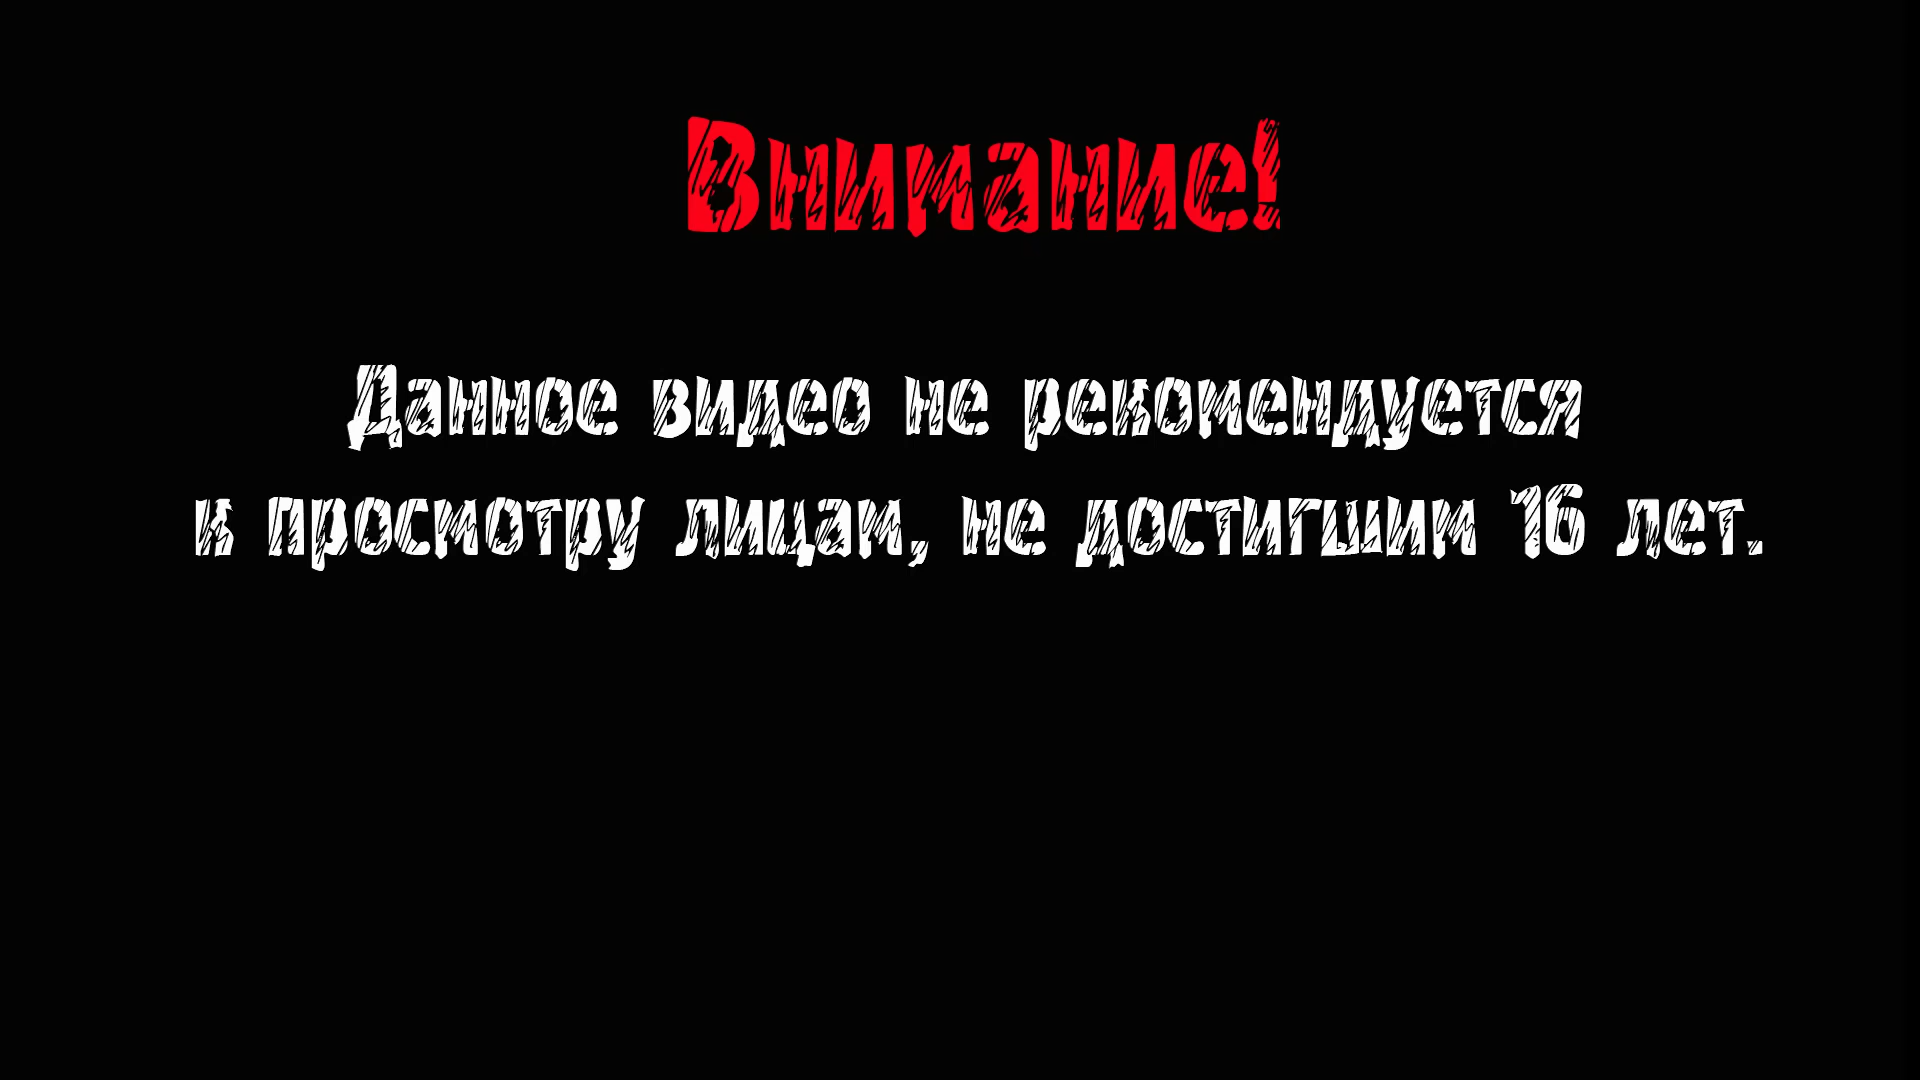 Внимание!
Данное видео не рекомендуется
к просмотру лицам, не достигшим 16 лет.